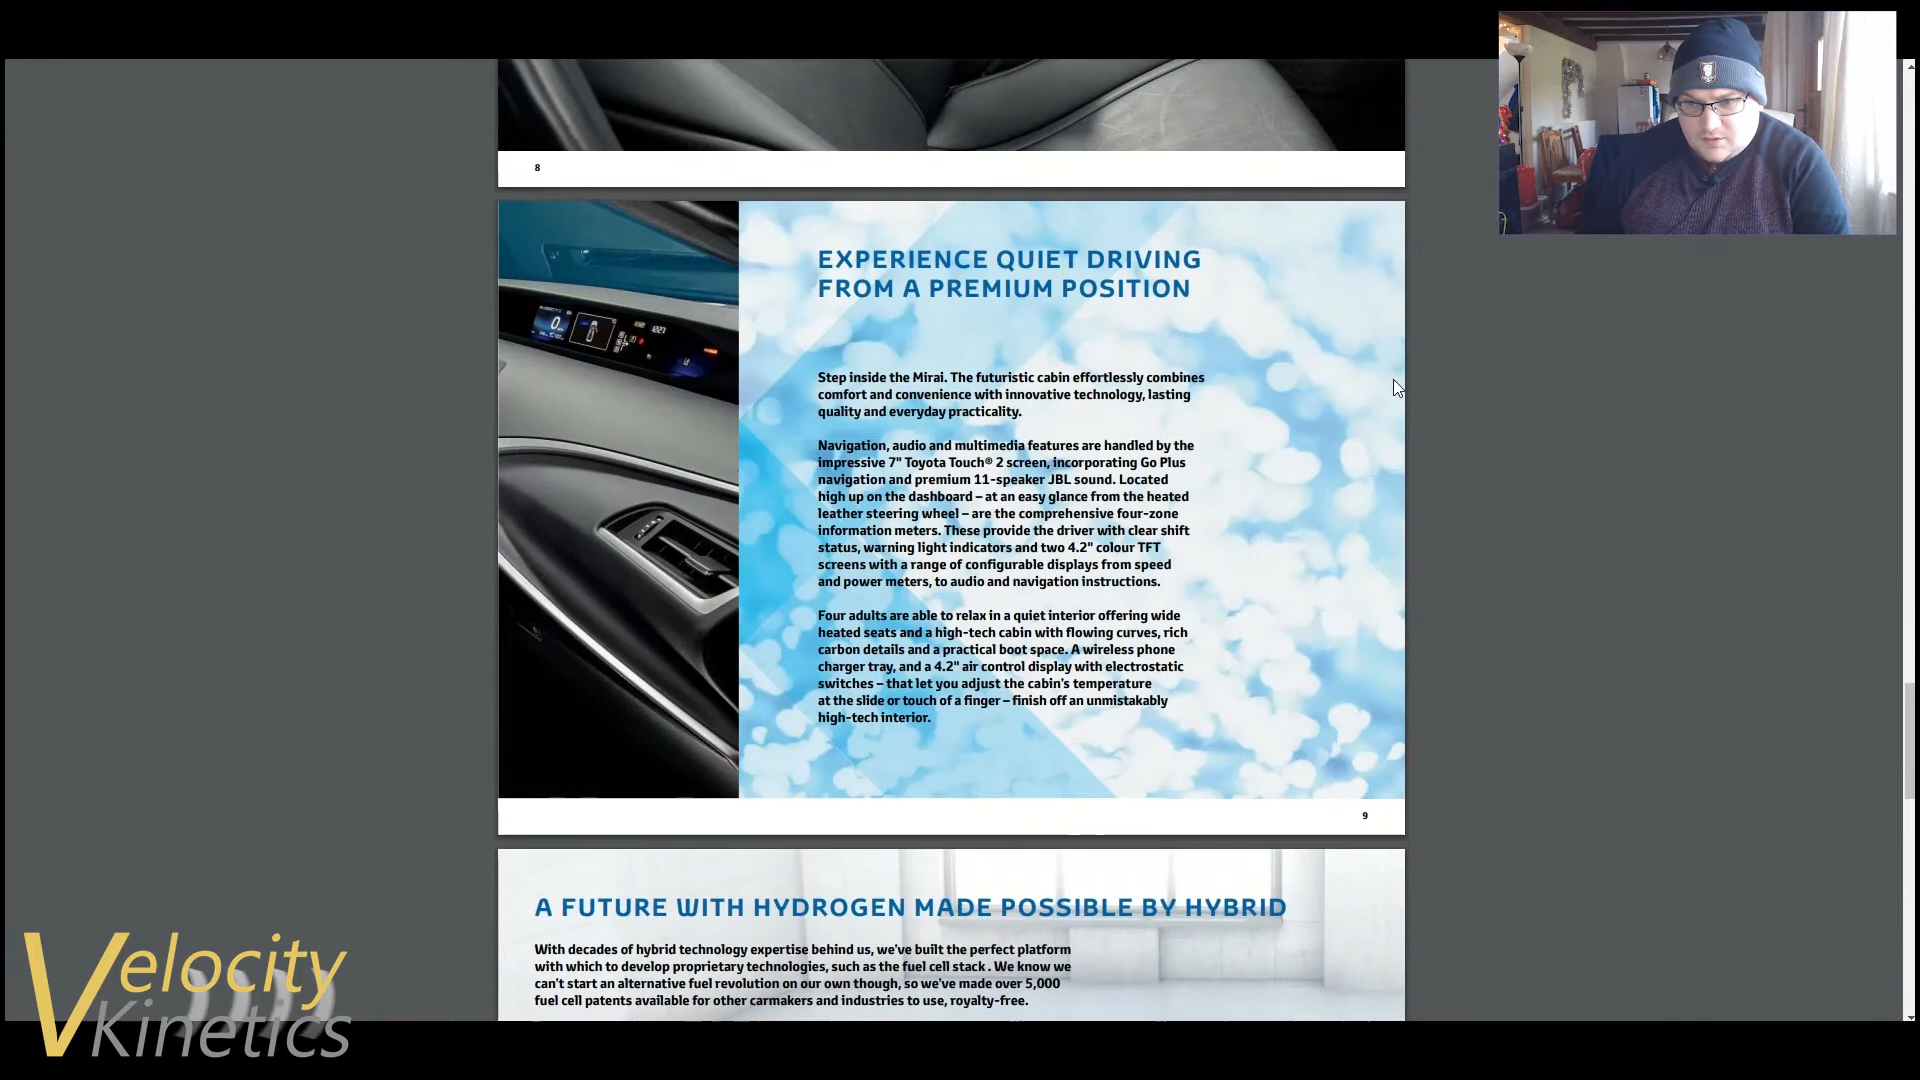 8
EXPERIENCE QUIET DRIVING
FROM A PREMIUM POSITION
Step inside the Mirai. The futuristic cabin effortlessly combines
comfort and convenience with innovative technology, lasting
quality and everyday practicality.
Navigation, audio and multimedia features are handled by the
impressive 7" Toyota Touch® 2 screen, incorporating Go Plus
navigation and premium 11-speaker JBL sound. Located
high up on the dashboard – at an easy glance from the heated
leather steering wheel – are the comprehensive four-zone
information meters. These provide the driver with clear shift
status, warning light indicators and two 4.2" colour TFT
screens with a range of configurable displays from speed
and power meters, to audio and navigation instructions.
Four adults are able to relax in a quiet interior offering wide
heated seats and a high-tech cabin with flowing curves, rich
carbon details and a practical boot space. A wireless phone
charger tray, and a 4.2" air control display with electrostatic
switches – that let you adjust the cabin's temperature
at the slide or touch of a finger – finish off an unmistakably
high-tech interior.
9
A FUTURE WITH HYDROGEN MADE POSSIBLE BY HYBRID
With decades of hybrid technology expertise behind us, we've built the perfect platform
with which to develop proprietary technologies, such as the fuel cell stack . We know we
can't start an alternative fuel revolution on our own though, so we've made over 5,000
fuel cell patents available for other carmakers and industries to use, royalty-free.
Velocity
Kinetics